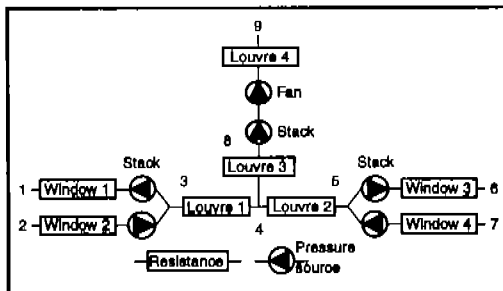 9
Louvre 4
Fan
Stack
8
Louvre 3
Stack
Stack
3
5
1 Window 1
Window 3 6
Louvre 1
Louvre 2
2 Window 2
Window 4 7
4
Resistance
Pressure
source